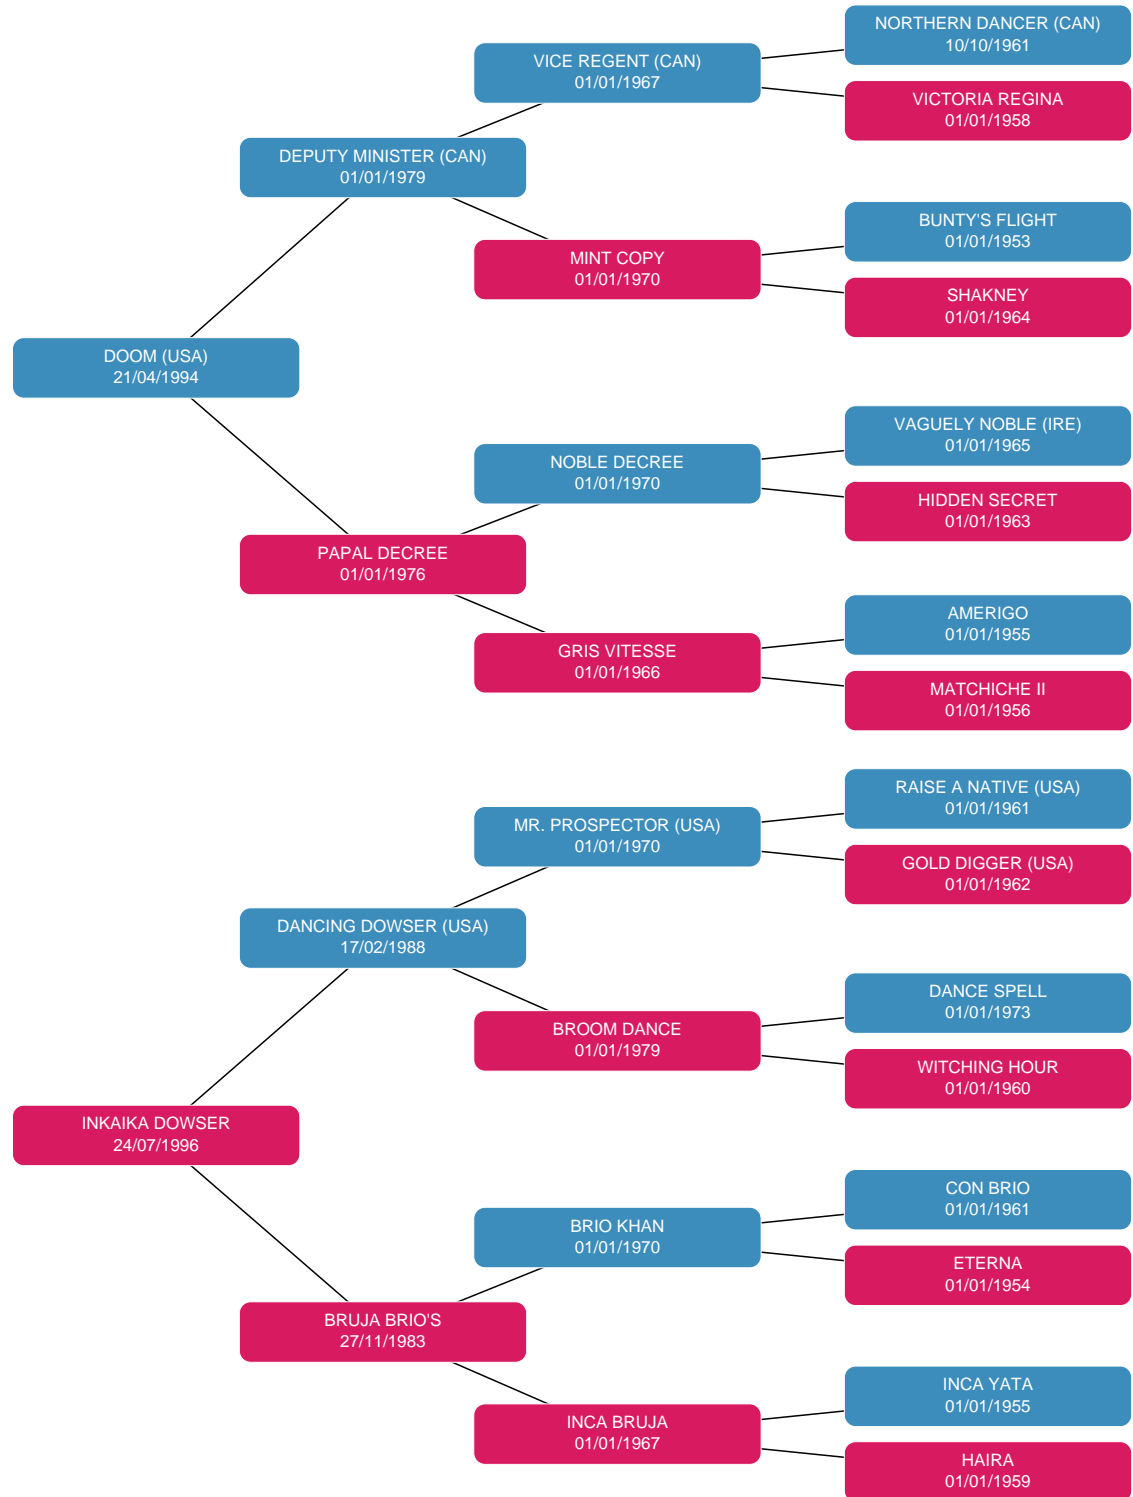 NORTHERN DANCER (CAN)
10/10/1961
VICE REGENT (CAN)
01/01/1967
VICTORIA REGINA
01/01/1958
DEPUTY MINISTER (CAN)
01/01/1979
BUNTY'S FLIGHT
01/01/1953
MINT COPY
01/01/1970
SHAKNEY
01/01/1964
DOOM (USA)
21/04/1994
VAGUELY NOBLE (IRE)
01/01/1965
NOBLE DECREE
01/01/1970
HIDDEN SECRET
01/01/1963
PAPAL DECREE
01/01/1976
AMERIGO
01/01/1955
GRIS VITESSE
01/01/1966
MATCHICHE II
01/01/1956
RAISE A NATIVE (USA)
01/01/1961
MR. PROSPECTOR (USA)
01/01/1970
GOLD DIGGER (USA)
01/01/1962
DANCING DOWSER (USA)
17/02/1988
DANCE SPELL
01/01/1973
BROOM DANCE
01/01/1979
WITCHING HOUR
01/01/1960
INKAIKA DOWSER
24/07/1996
CON BRIO
01/01/1961
BRIO KHAN
01/01/1970
ETERNA
01/01/1954
BRUJA BRIO'S
27/11/1983
INCA YATA
01/01/1955
INCA BRUJA
01/01/1967
HAIRA
01/01/1959